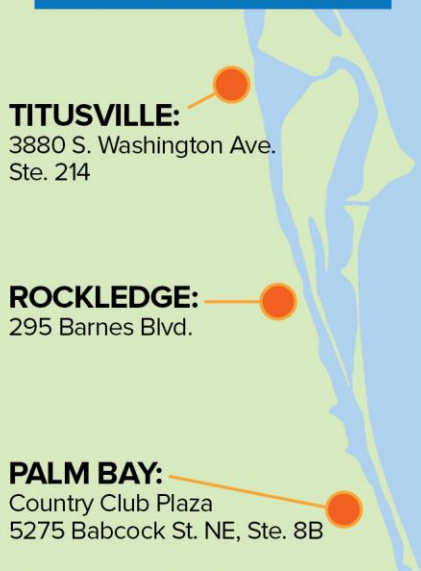 TITUSVILLE:
3880 S. Washington Ave.
Ste. 214
ROCKLEDGE:
295 Barnes Blvd.
PALM BAY:
Country Club Plaza
5275 Babcock St. NE, Ste. 8B